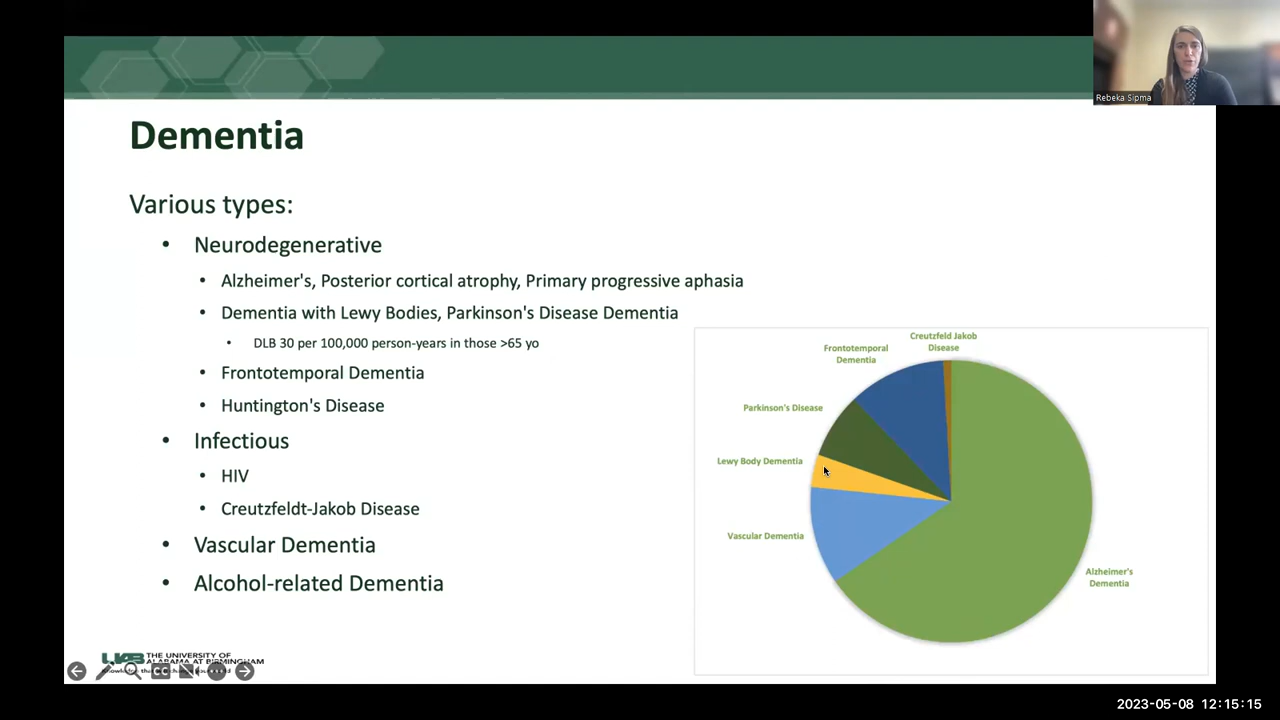 Rebeka Sipma
Dementia
Various types:
• Neurodegenerative
• Alzheimer's, Posterior cortical atrophy, Primary progressive aphasia
• Dementia with Lewy Bodies, Parkinson's Disease Dementia
• DLB 30 per 100,000 person-years in those >65 yo
• Frontotemporal Dementia
• Huntington's Disease
• Infectious
• HIV
• Creutzfeldt-Jakob Disease
• Vascular Dementia
• Alcohol-related Dementia
Creutzfeld Jakob
Disease
Frontotemporal
Dementia
Parkinson's Disease
Lewy Body Dementia
Vascular Dementia
Alzheimer's
Dementia
UAB THE UNIVERSITY OF
ALABAMA AT BIRMINGHAM
CC
2023-05-08 12:15:15